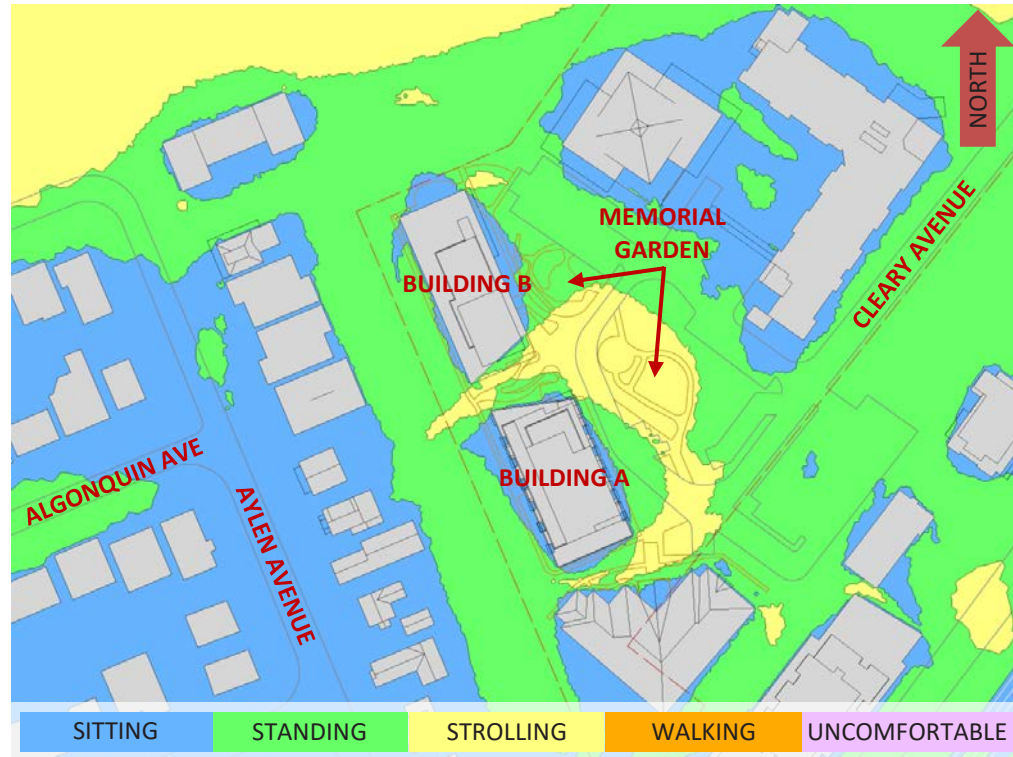 NORTH
MEMORIAL
GARDEN
CLEARY AVENUE
BUILDING B
BUILDING A
ALGONQUIN AVE
AYLEN AVENUE
SITTING
STANDING
STROLLING
WALKING
UNCOMFORTABLE